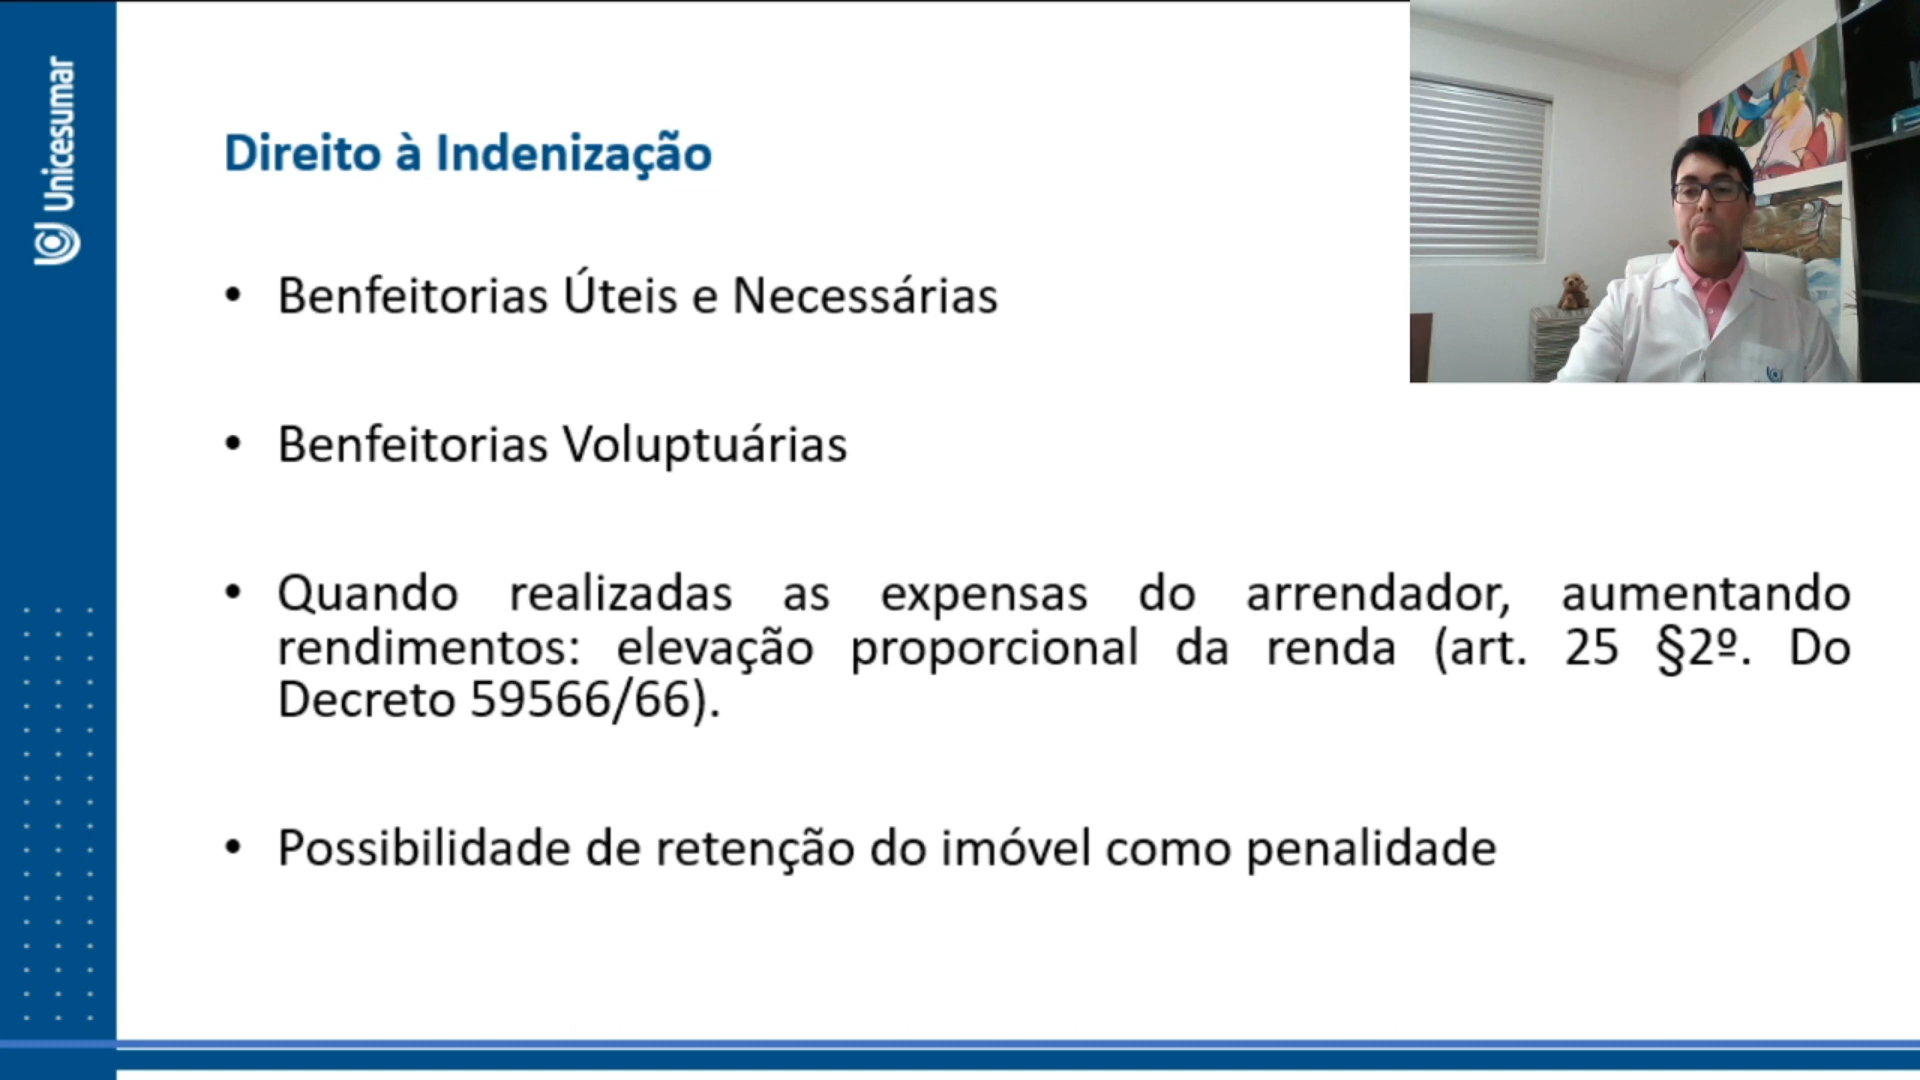 Unicesumar
Direito à Indenização
• Benfeitorias Úteis e Necessárias
• Benfeitorias Voluptuárias
• Quando realizadas as expensas do arrendador, aumentando
rendimentos: elevação proporcional da renda (art. 25 §2º. Do
Decreto 59566/66).
• Possibilidade de retenção do imóvel como penalidade